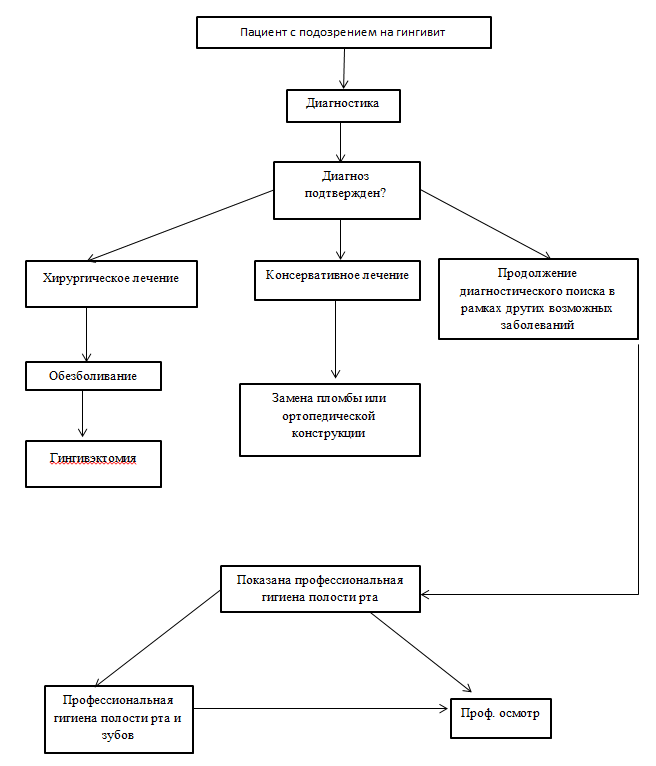 Пациент с подозрением на гингивит
Диагностика
Диагноз
подтвержден?
Хирургическое лечение
Консервативное лечение
Продолжение
диагностического поиска в
рамках других возможных
заболеваний
Обезболивание
Замена пломбы или
ортопедической
конструкции
Гингивэктомия
Показана профессиональная
гигиена полости рта
Профессиональная
гигиена полости рта и
зубов
Проф. осмотр